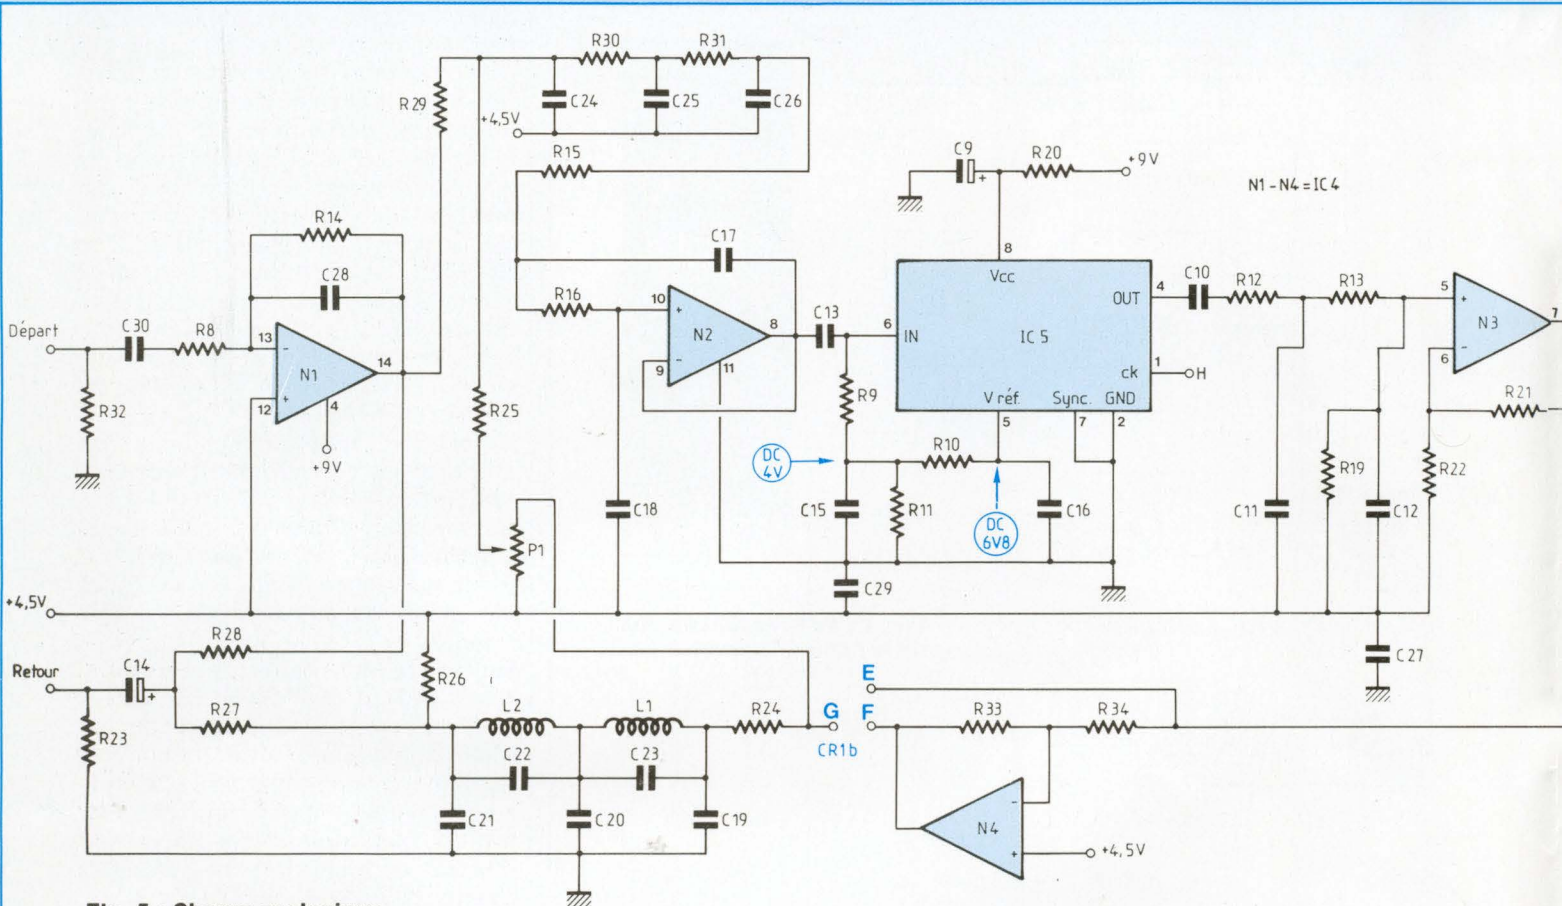 R30
R31
R29
C24
C25
C26
+4,5V
R15
C9
R20
+9V
N1-N4=IC4
R14
C17
C28
8
Vcc
C10
R12
R13
4
OUT
5
+
Départ
C30
R8
13
-
R16
10
+
N2
8
C13
6
IN
IC5
N3
7
N1
14
9
-
11
1
ck
H
6
-
12
+
4
R32
+9V
R25
R9
V réf.
Sync.
GND
5
7
2
R21
DC
4V
R10
R19
R22
C18
C15
R11
DC
6V8
C16
C11
C12
P1
C29
+4,5V
R28
Retour
C14
+
R26
C27
E
R27
L2
L1
R24
G
F
R33
R34
R23
C22
C23
CR1b
C21
C20
C19
-
N4
+
+4,5V